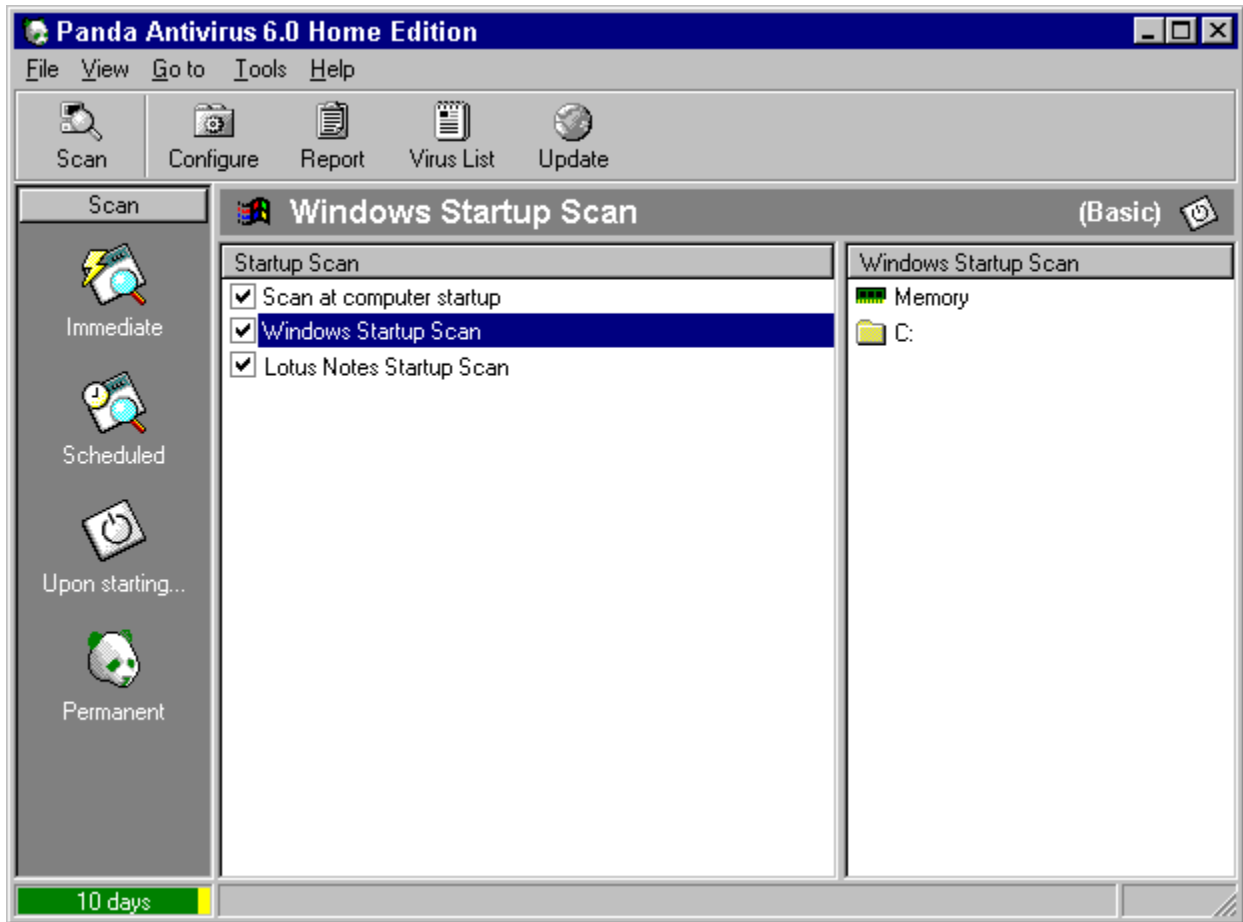 Panda Antivirus 6.0 Home Edition
File View Go to Tools Help
Scan Configure Report Virus List Update
Scan
Immediate
Scheduled
Upon starting...
Permanent
Windows Startup Scan (Basic)
Startup Scan
Scan at computer startup
Windows Startup Scan
Lotus Notes Startup Scan
Windows Startup Scan
Memory
C:
10 days